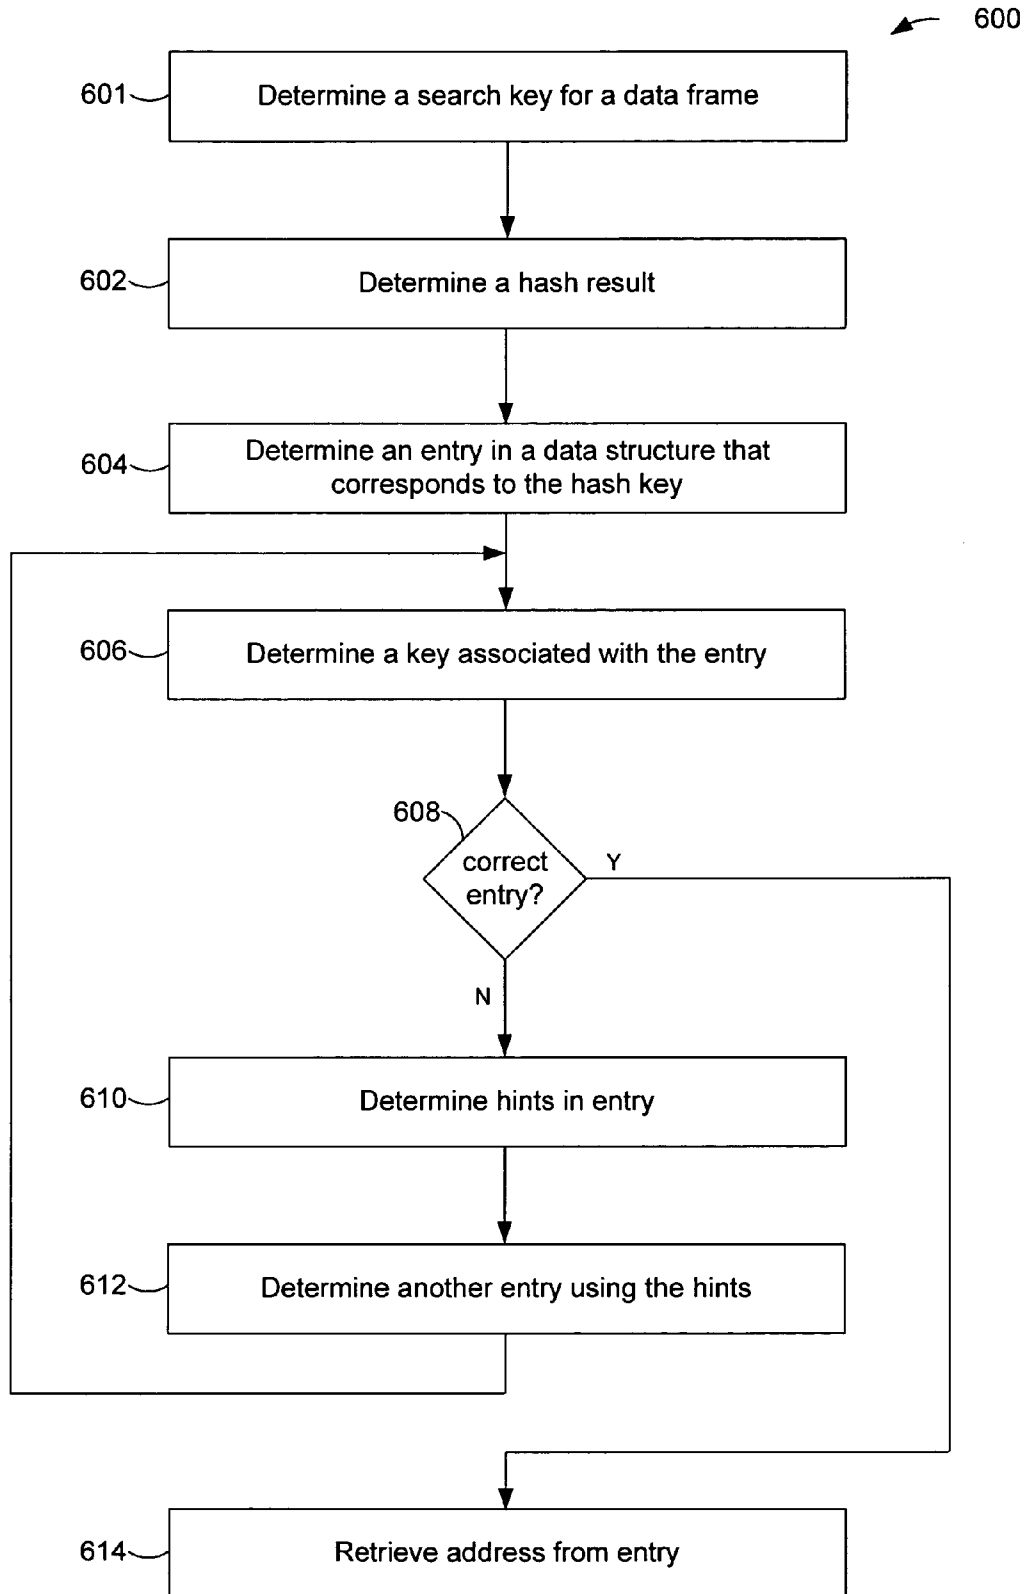 600
601
Determine a search key for a data frame
602
Determine a hash result
604
Determine an entry in a data structure that
corresponds to the hash key
606
Determine a key associated with the entry
608
correct
entry?
Y
N
610
Determine hints in entry
612
Determine another entry using the hints
614
Retrieve address from entry